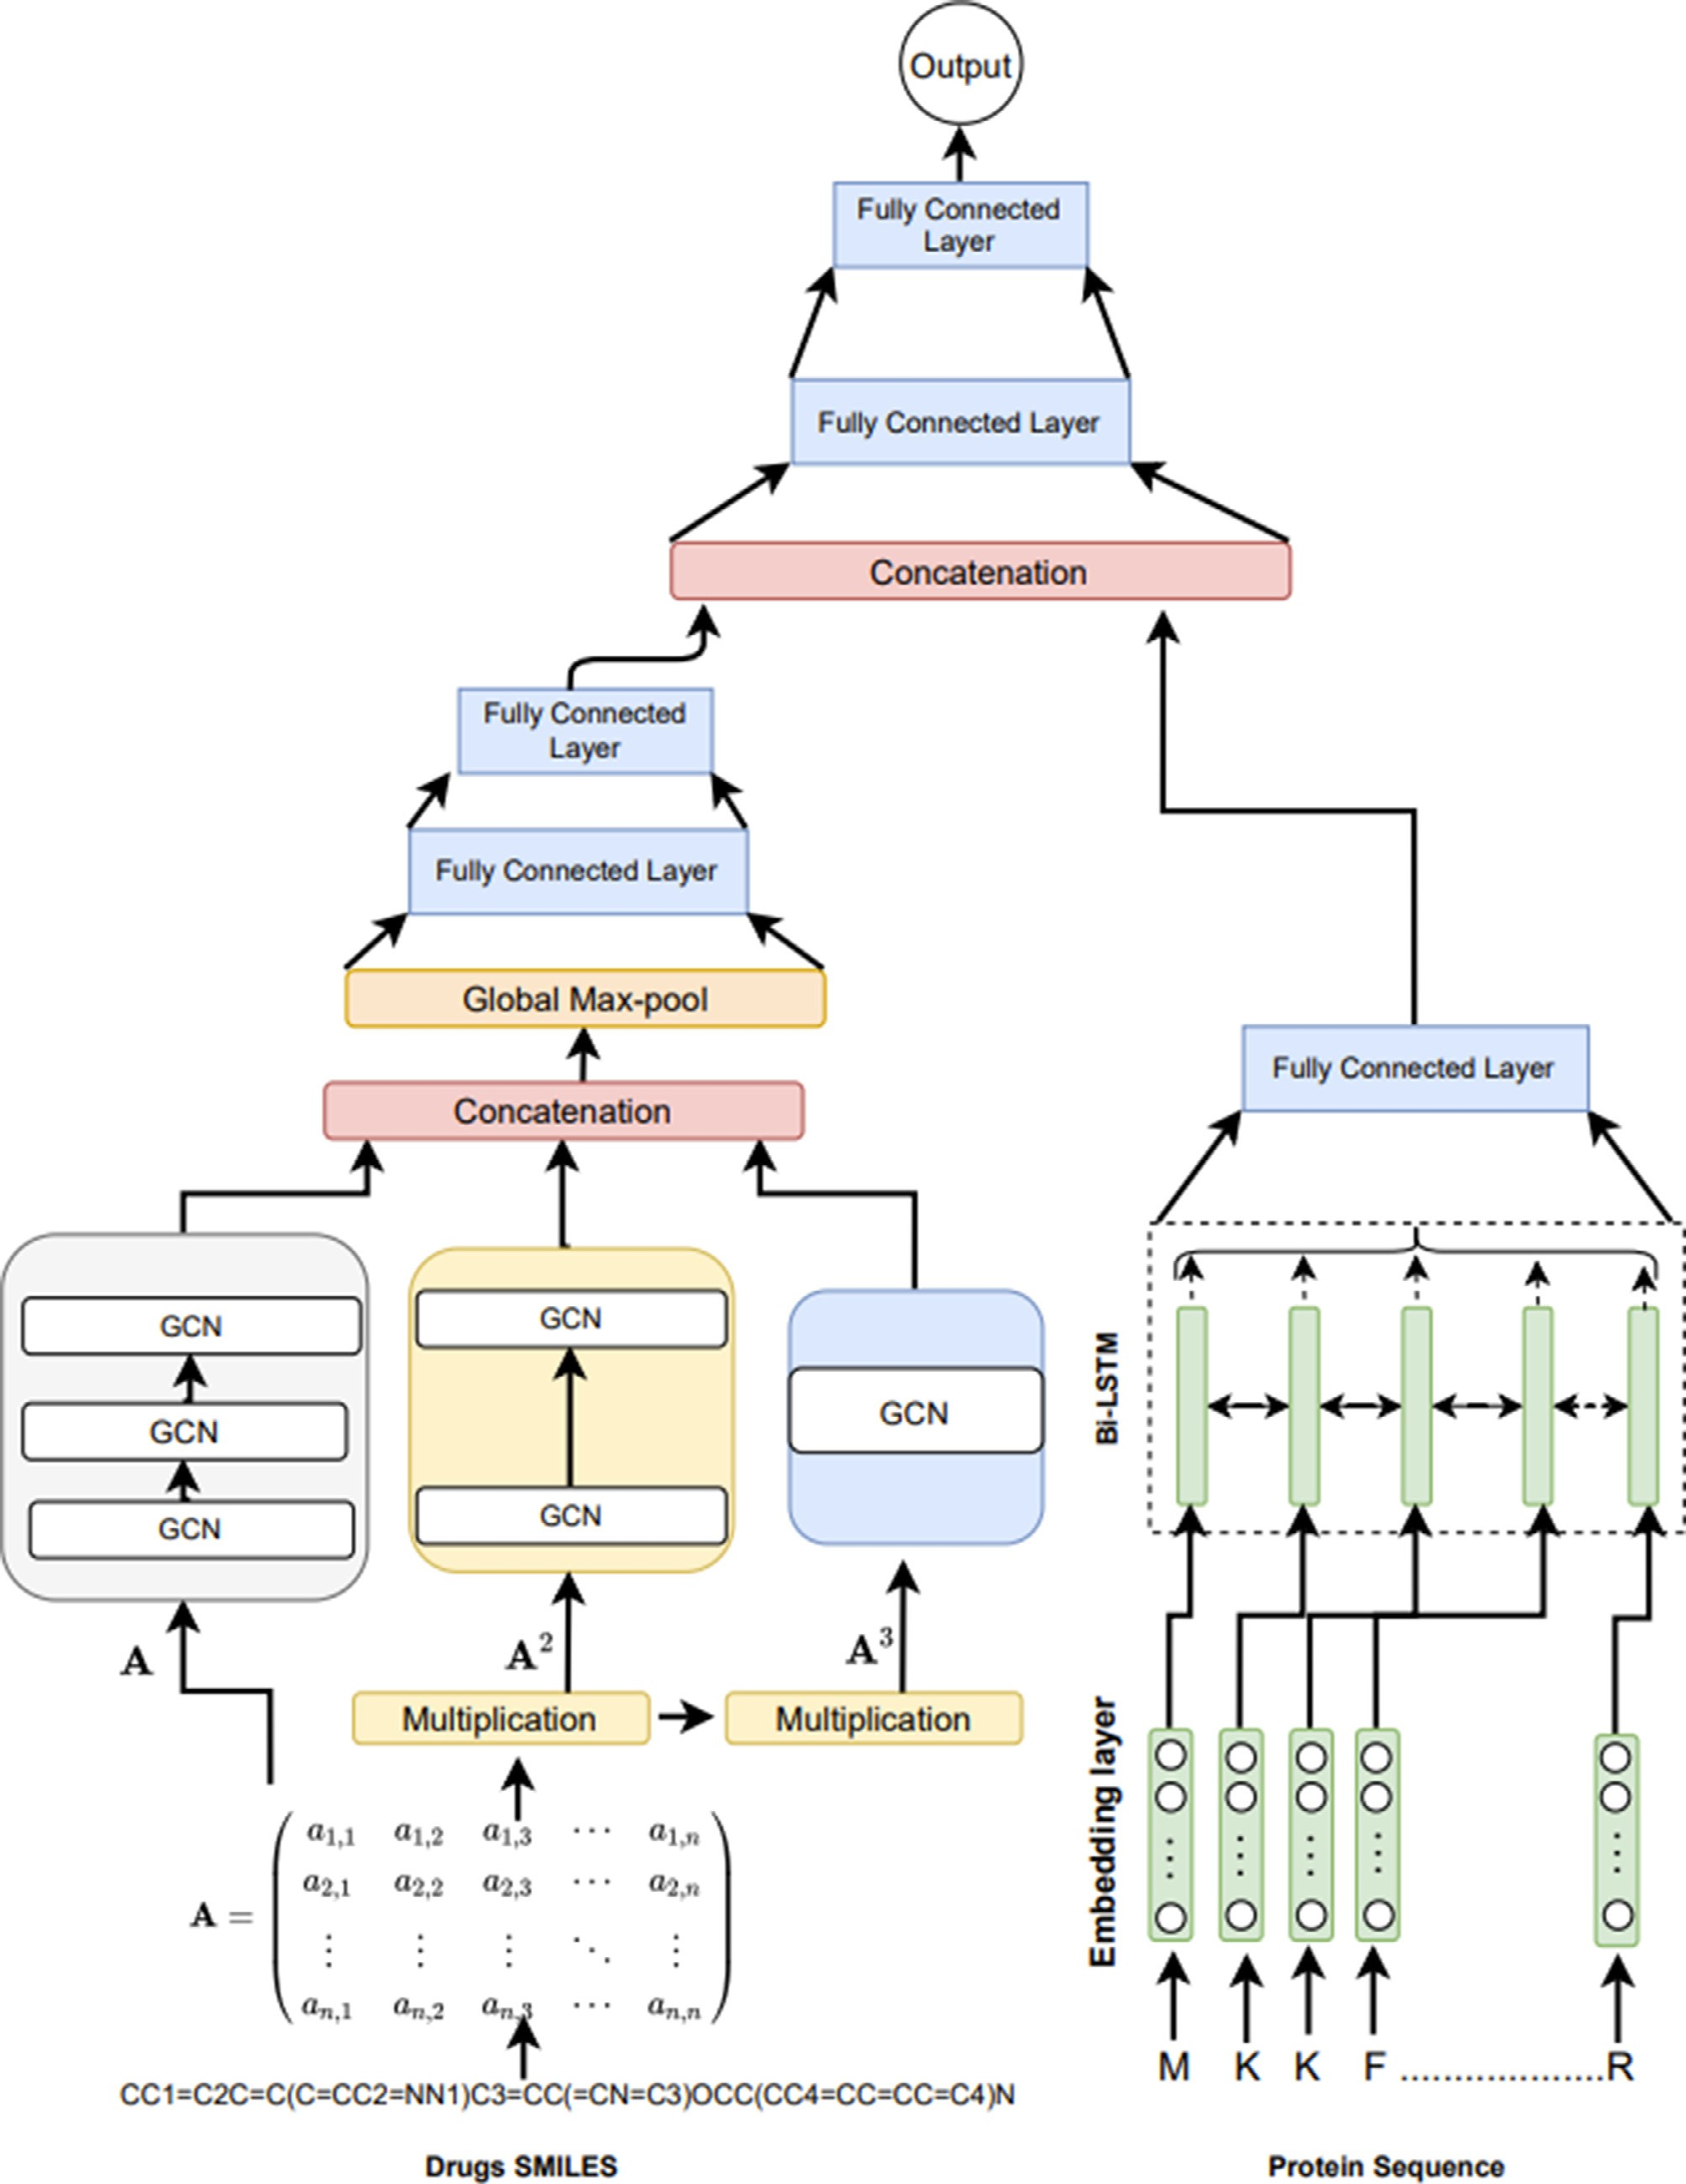 Output
Fully Connected
Layer
Fully Connected Layer
Concatenation
Fully Connected
Layer
Fully Connected Layer
Global Max-pool
Concatenation
Fully Connected Layer
GCN
GCN
GCN
GCN
GCN
GCN
Bi-LSTM
A
A²
A³
Multiplication
Multiplication
Embedding layer
A =
a1,1 a1,2 a1,3 ⋯ a1,n
a2,1 a2,2 a2,3 ⋯ a2,n
⋮ ⋮ ⋮ ⋱ ⋮
an,1 an,2 an,3 ⋯ an,n
M K K F ................... R
CC1=C2C=C(C=CC2=NN1)C3=CC(=CN=C3)OCC(CC4=CC=CC=C4)N
Drugs SMILES
Protein Sequence